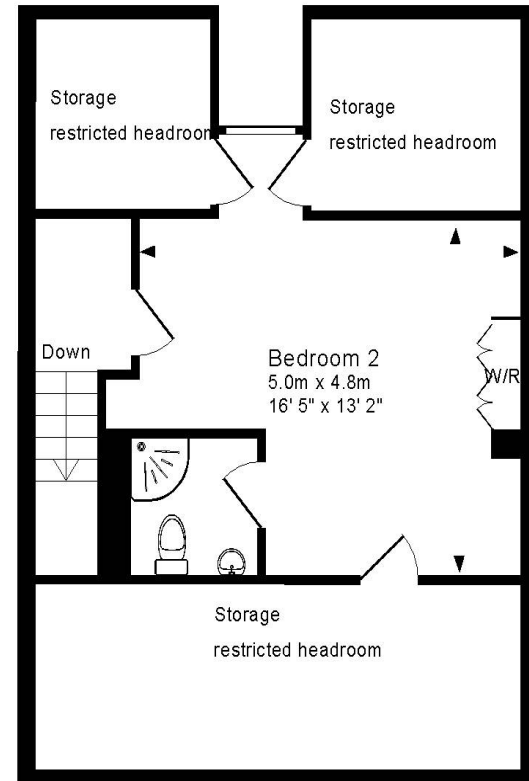 Storage
restricted headroom
Storage
restricted headroom
Down
Bedroom 2
5.0m x 4.8m
16' 5" x 13' 2"
W/R
Storage
restricted headroom